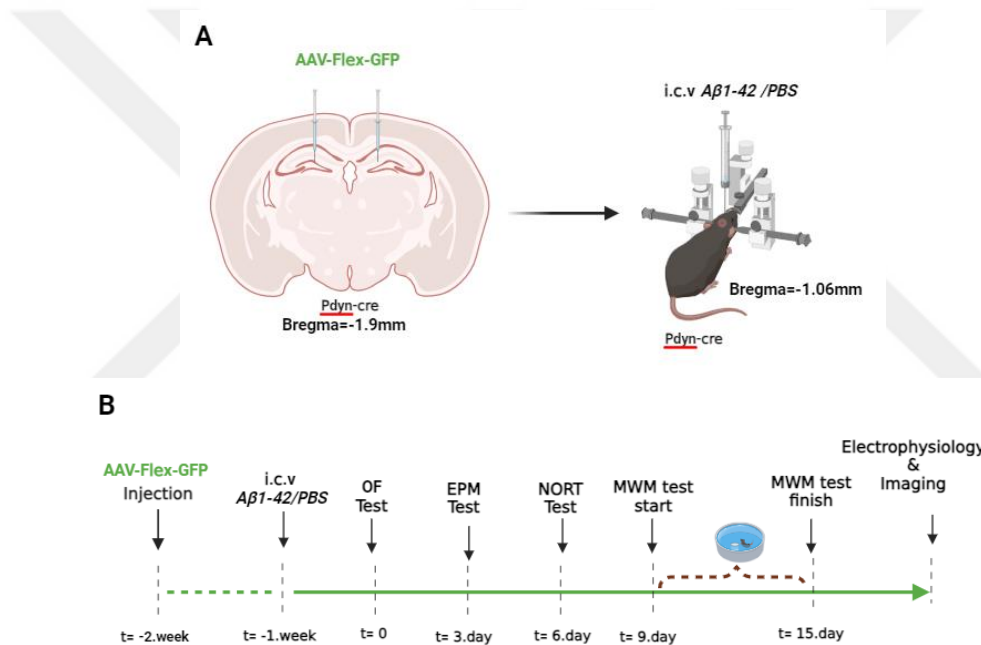 A
AAV-Flex-GFP
i.c.v Aβ1-42 /PBS
Pdyn-cre
Bregma=-1.9mm
Bregma=-1.06mm
Pdyn-cre
B
AAV-Flex-GFP
Injection
i.c.v
Aβ1-42/PBS
OF
Test
EPM
Test
NORT
Test
MWM test
start
MWM test
finish
Electrophysiology
&
Imaging
t= -2.week
t= -1.week
t= 0
t= 3.day
t= 6.day
t= 9.day
t= 15.day